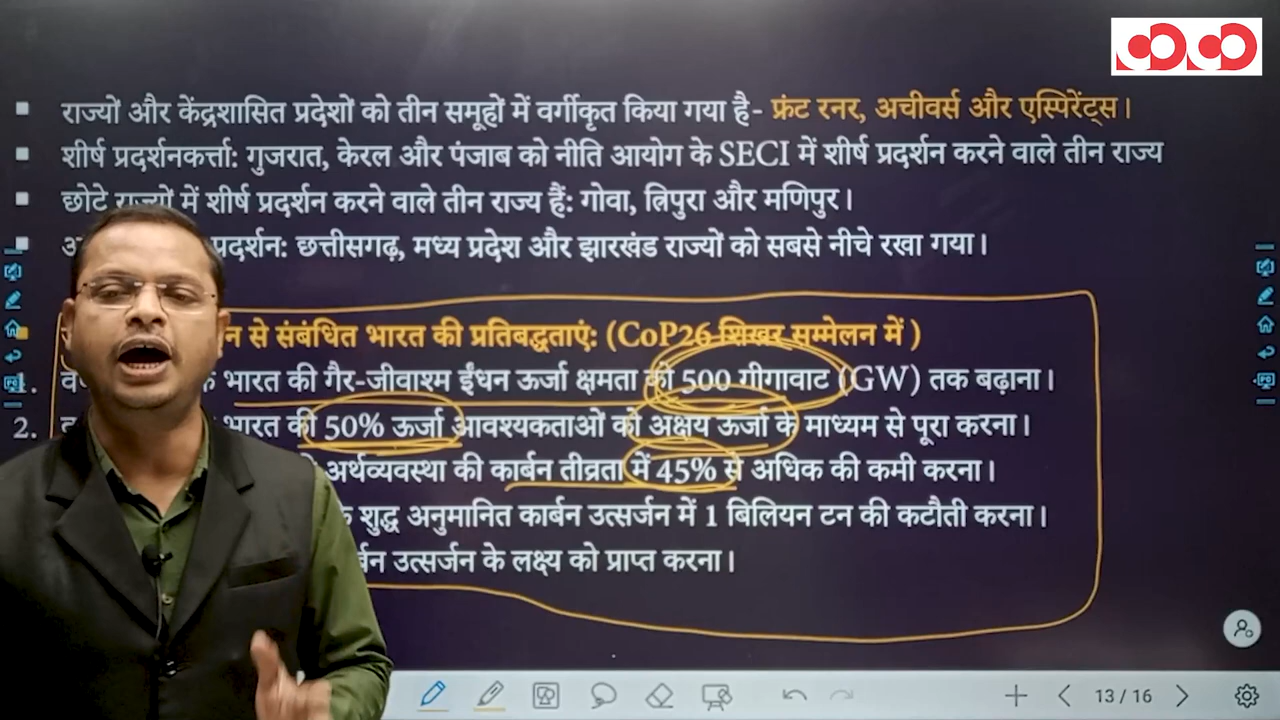 राज्यों और केंद्रशासित प्रदेशों को तीन समूहों में वर्गीकृत किया गया है- फ्रंट रनर, अचीवर्स और एस्पिरेंट्स।
शीर्ष प्रदर्शनकर्त्ता: गुजरात, केरल और पंजाब को नीति आयोग के SECI में शीर्ष प्रदर्शन करने वाले तीन राज्य
छोटे राज्यों में शीर्ष प्रदर्शन करने वाले तीन राज्य हैं: गोवा, त्रिपुरा और मणिपुर।
प्रदर्शन: छत्तीसगढ़, मध्य प्रदेश और झारखंड राज्यों को सबसे नीचे रखा गया।
से संबंधित भारत की प्रतिबद्धताएं: (CoP26 शिखर सम्मेलन में )
1. भारत की गैर-जीवाश्म ईंधन ऊर्जा क्षमता को 500 गीगावाट (GW) तक बढ़ाना।
2. भारत की 50% ऊर्जा आवश्यकताओं को अक्षय ऊर्जा के माध्यम से पूरा करना।
अर्थव्यवस्था की कार्बन तीव्रता में 45% से अधिक की कमी करना।
के शुद्ध अनुमानित कार्बन उत्सर्जन में 1 बिलियन टन की कटौती करना।
उत्सर्जन के लक्ष्य को प्राप्त करना।
13 / 16